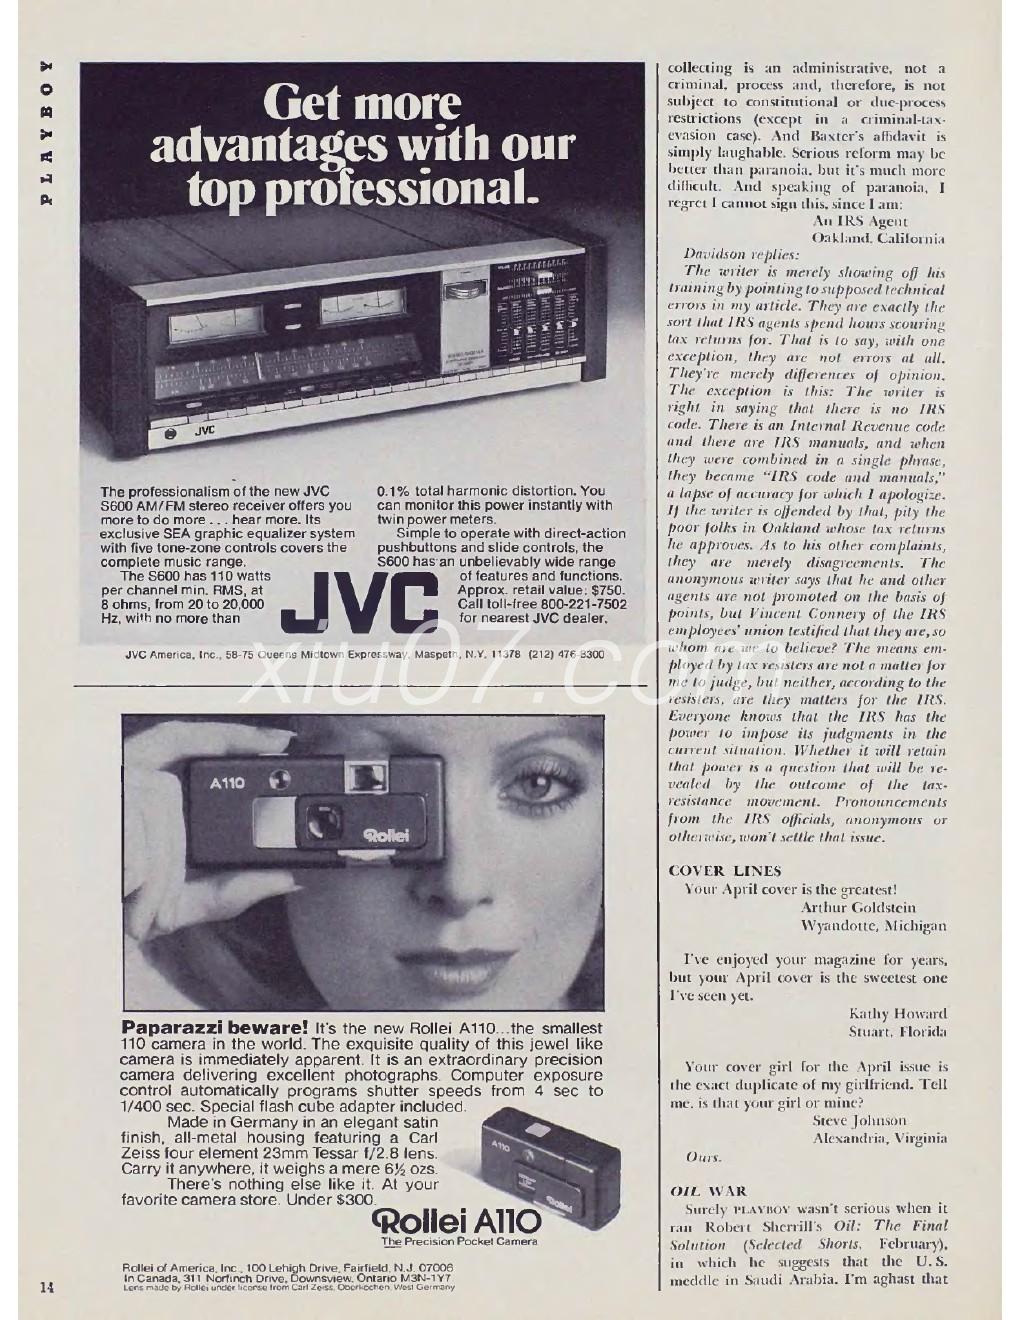 PLAYBOY
Get more
advantages with our
top professional.
JVC
The professionalism of the new JVC
S600 AM/FM stereo receiver offers you
more to do more . . . hear more. Its
exclusive SEA graphic equalizer system
with five tone-zone controls covers the
complete music range.
The S600 has 110 watts
per channel min. RMS, at
8 ohms, from 20 to 20,000
Hz, with no more than
0.1% total harmonic distortion. You
can monitor this power instantly with
twin power meters.
Simple to operate with direct-action
pushbuttons and slide controls, the
S600 has an unbelievably wide range
of features and functions.
Approx. retail value: $750.
Call toll-free 800-221-7502
for nearest JVC dealer.
JVC
JVC America, Inc., 58-75 Queens Midtown Expressway, Maspeth, N.Y. 11378 (212) 476-8300
xiu07.com
A110
Rollei
Paparazzi beware! It's the new Rollei A110...the smallest
110 camera in the world. The exquisite quality of this jewel like
camera is immediately apparent. It is an extraordinary precision
camera delivering excellent photographs. Computer exposure
control automatically programs shutter speeds from 4 sec to
1/400 sec. Special flash cube adapter included.
Made in Germany in an elegant satin
finish, all-metal housing featuring a Carl
Zeiss four element 23mm Tessar f/2.8 lens.
Carry it anywhere, it weighs a mere 6½ ozs.
There's nothing else like it. At your
favorite camera store. Under $300.
A110
Rollei
Rollei A110
The Precision Pocket Camera
Rollei of America, Inc., 100 Lehigh Drive, Fairfield, N.J. 07006
In Canada, 311 Norfinch Drive, Downsview, Ontario M3N-1Y7
Lens made by Rollei under license from Carl Zeiss, Oberkochen, West Germany
14
collecting is an administrative, not a
criminal, process and, therefore, is not
subject to constitutional or due-process
restrictions (except in a criminal-tax-
evasion case). And Baxter's affidavit is
simply laughable. Serious reform may be
better than paranoia, but it's much more
difficult. And speaking of paranoia, I
regret I cannot sign this, since I am:
An IRS Agent
Oakland, California
Davidson replies:
The writer is merely showing off his
training by pointing to supposed technical
errors in my article. They are exactly the
sort that IRS agents spend hours scouring
tax returns for. That is to say, with one
exception, they are not errors at all.
They're merely differences of opinion.
The exception is this: The writer is
right in saying that there is no IRS
code. There is an Internal Revenue code
and there are IRS manuals, and when
they were combined in a single phrase,
they became “IRS code and manuals,”
a lapse of accuracy for which I apologize.
If the writer is offended by that, pity the
poor folks in Oakland whose tax returns
he approves. As to his other complaints,
they are merely disagreements. The
anonymous writer says that he and other
agents are not promoted on the basis of
points, but Vincent Connery of the IRS
employees' union testified that they are, so
whom are we to believe? The means em-
ployed by tax resisters are not a matter for
me to judge, but neither, according to the
resisters, are they matters for the IRS.
Everyone knows that the IRS has the
power to impose its judgments in the
current situation. Whether it will retain
that power is a question that will be re-
vealed by the outcome of the tax-
resistance movement. Pronouncements
from the IRS officials, anonymous or
otherwise, won't settle that issue.
COVER LINES
Your April cover is the greatest!
Arthur Goldstein
Wyandotte, Michigan
I've enjoyed your magazine for years,
but your April cover is the sweetest one
I've seen yet.
Kathy Howard
Stuart, Florida
Your cover girl for the April issue is
the exact duplicate of my girlfriend. Tell
me, is that your girl or mine?
Steve Johnson
Alexandria, Virginia
Ours.
OIL WAR
Surely PLAYBOY wasn't serious when it
ran Robert Sherrill's Oil: The Final
Solution (Selected Shorts, February),
in which he suggests that the U.S.
meddle in Saudi Arabia. I'm aghast that